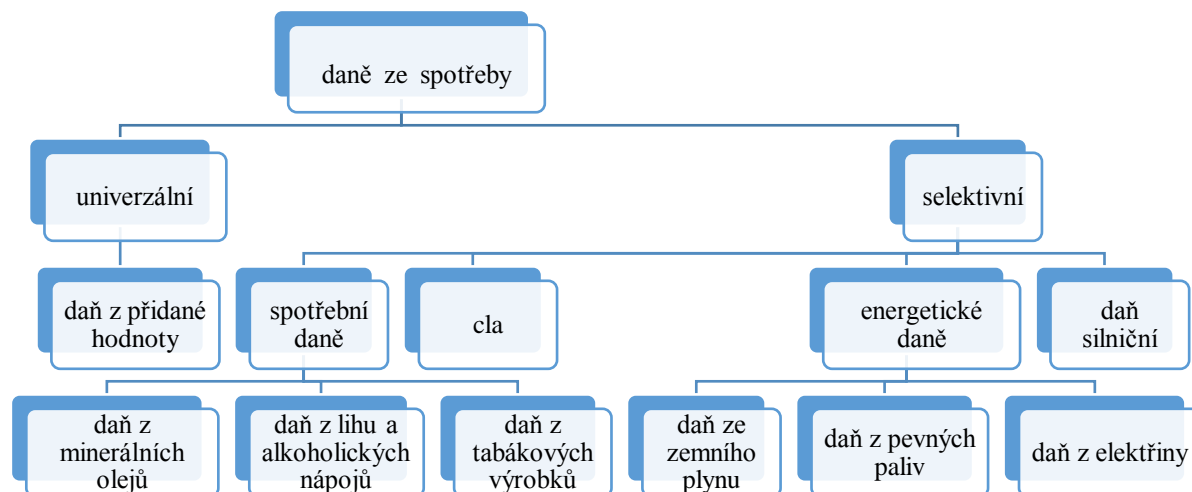 daně ze spotřeby
univerzální
selektivní
daň z přidané
hodnoty
spotřební
daně
cla
energetické
daně
daň
silniční
daň z
minerálních
olejů
daň z lihu a
alkoholických
nápojů
daň z
tabákových
výrobků
daň ze
zemního
plynu
daň z pevných
paliv
daň z elektřiny